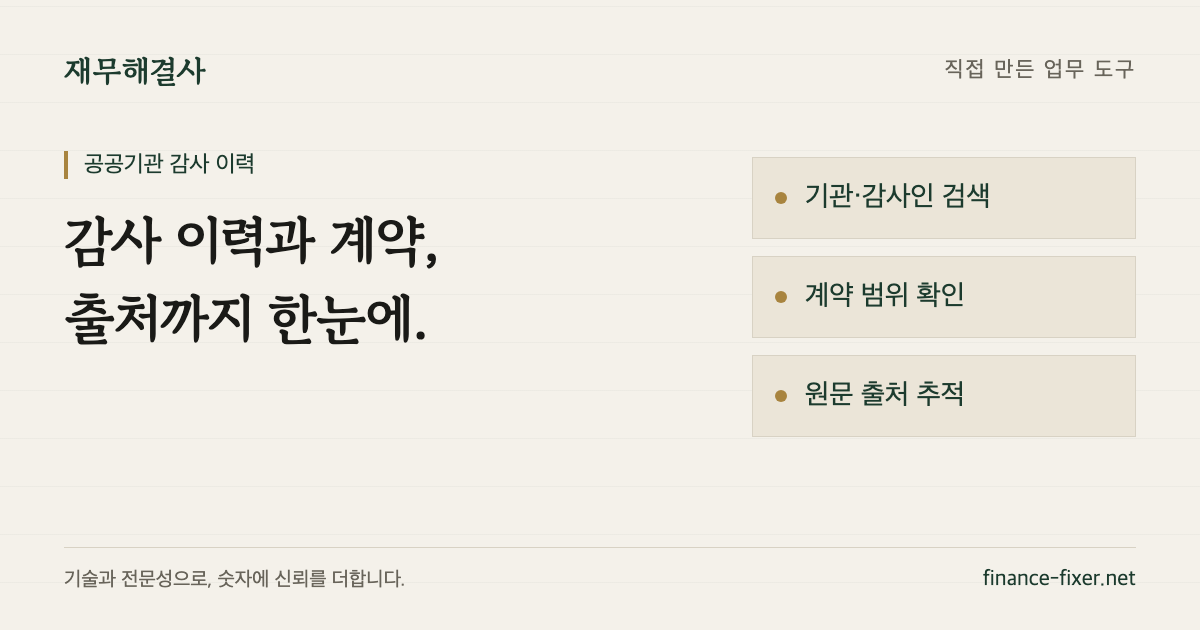 재무해결사
직접 만든 업무 도구
공공기관 감사 이력
감사 이력과 계약,
출처까지 한눈에.
기관·감사인 검색
계약 범위 확인
원문 출처 추적
기술과 전문성으로, 숫자에 신뢰를 더합니다.
finance-fixer.net